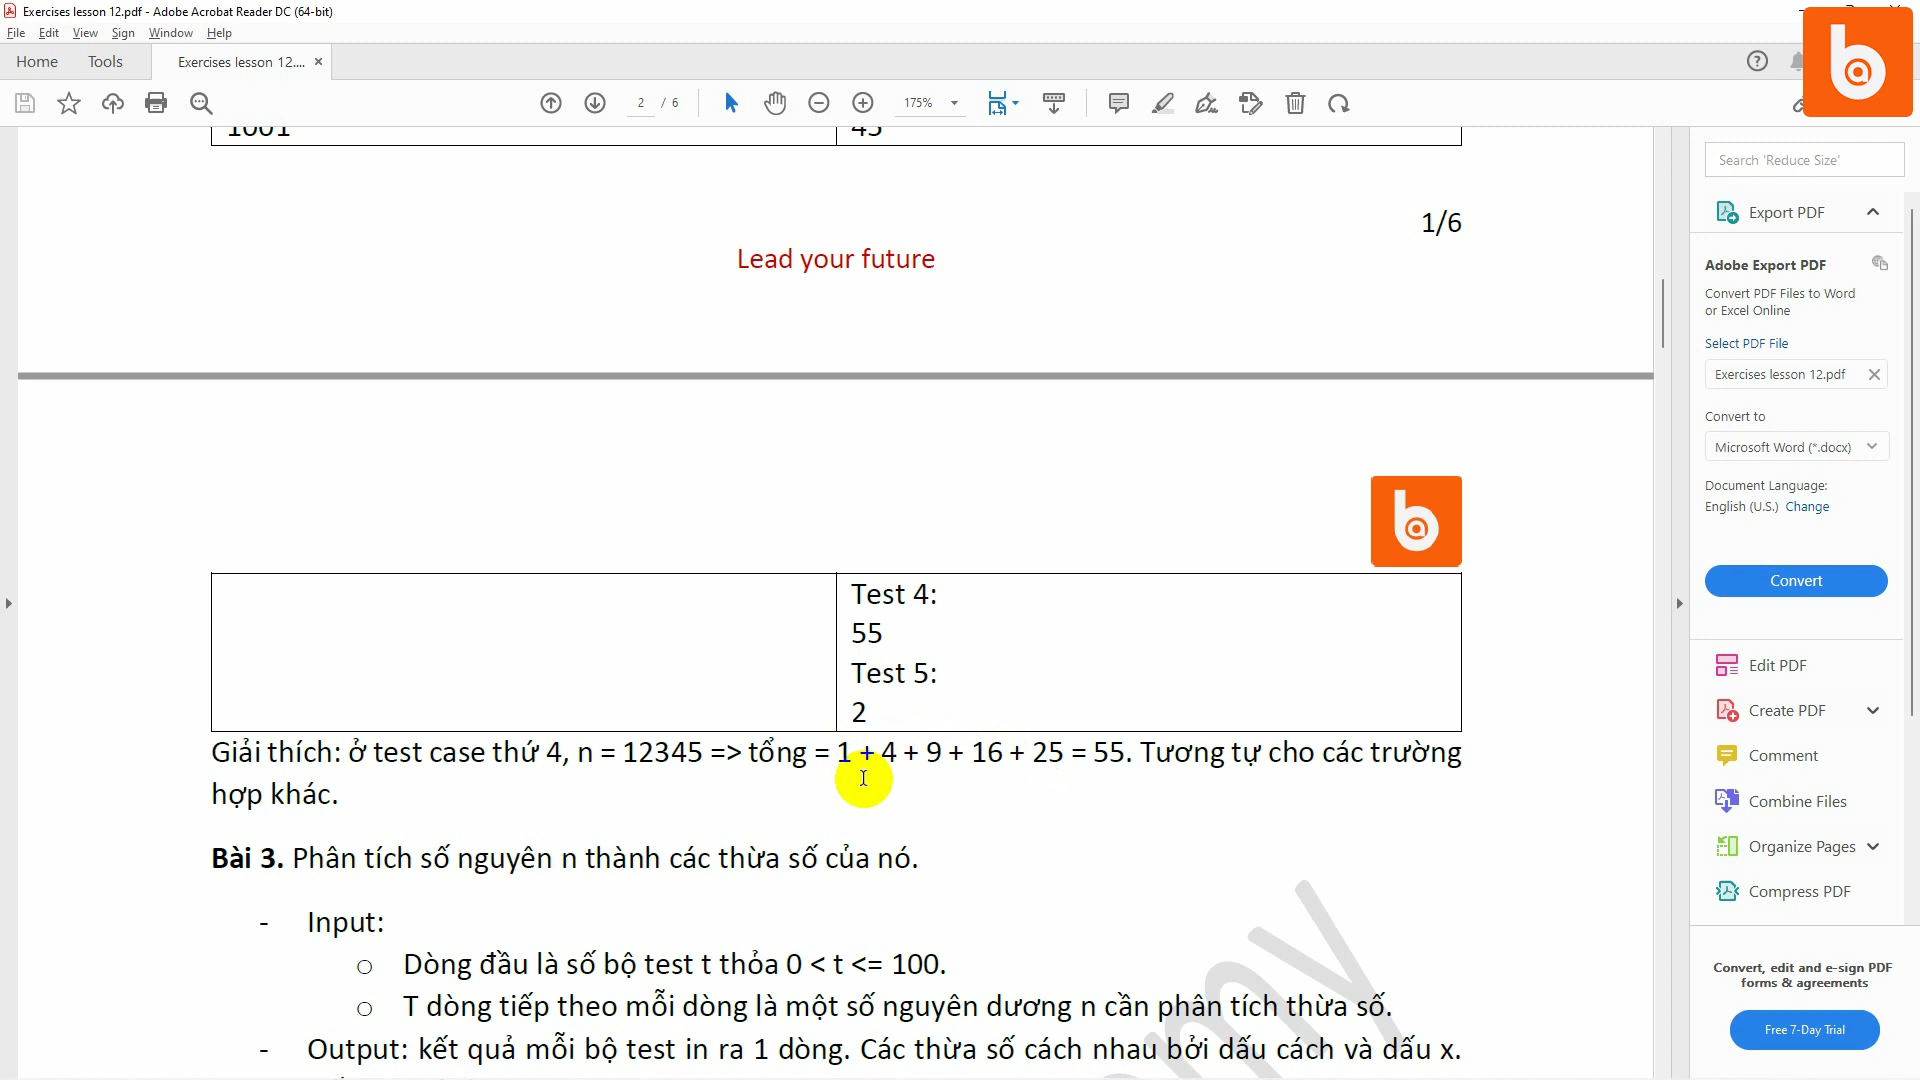 Exercises lesson 12.pdf - Adobe Acrobat Reader DC (64-bit)
File Edit View Sign Window Help
Home Tools Exercises lesson 12.... ×
2 / 6 175%
1001 45
1/6
Lead your future
Test 4:
55
Test 5:
2
Giải thích: ở test case thứ 4, n = 12345 => tổng = 1 + 4 + 9 + 16 + 25 = 55. Tương tự cho các trường
hợp khác.
Bài 3. Phân tích số nguyên n thành các thừa số của nó.
- Input:
o Dòng đầu là số bộ test t thỏa 0 < t <= 100.
o T dòng tiếp theo mỗi dòng là một số nguyên dương n cần phân tích thừa số.
- Output: kết quả mỗi bộ test in ra 1 dòng. Các thừa số cách nhau bởi dấu cách và dấu x.
Search 'Reduce Size'
Export PDF
Adobe Export PDF
Convert PDF Files to Word
or Excel Online
Select PDF File
Exercises lesson 12.pdf
Convert to
Microsoft Word (*.docx)
Document Language:
English (U.S.) Change
Convert
Edit PDF
Create PDF
Comment
Combine Files
Organize Pages
Compress PDF
Convert, edit and e-sign PDF
forms & agreements
Free 7-Day Trial